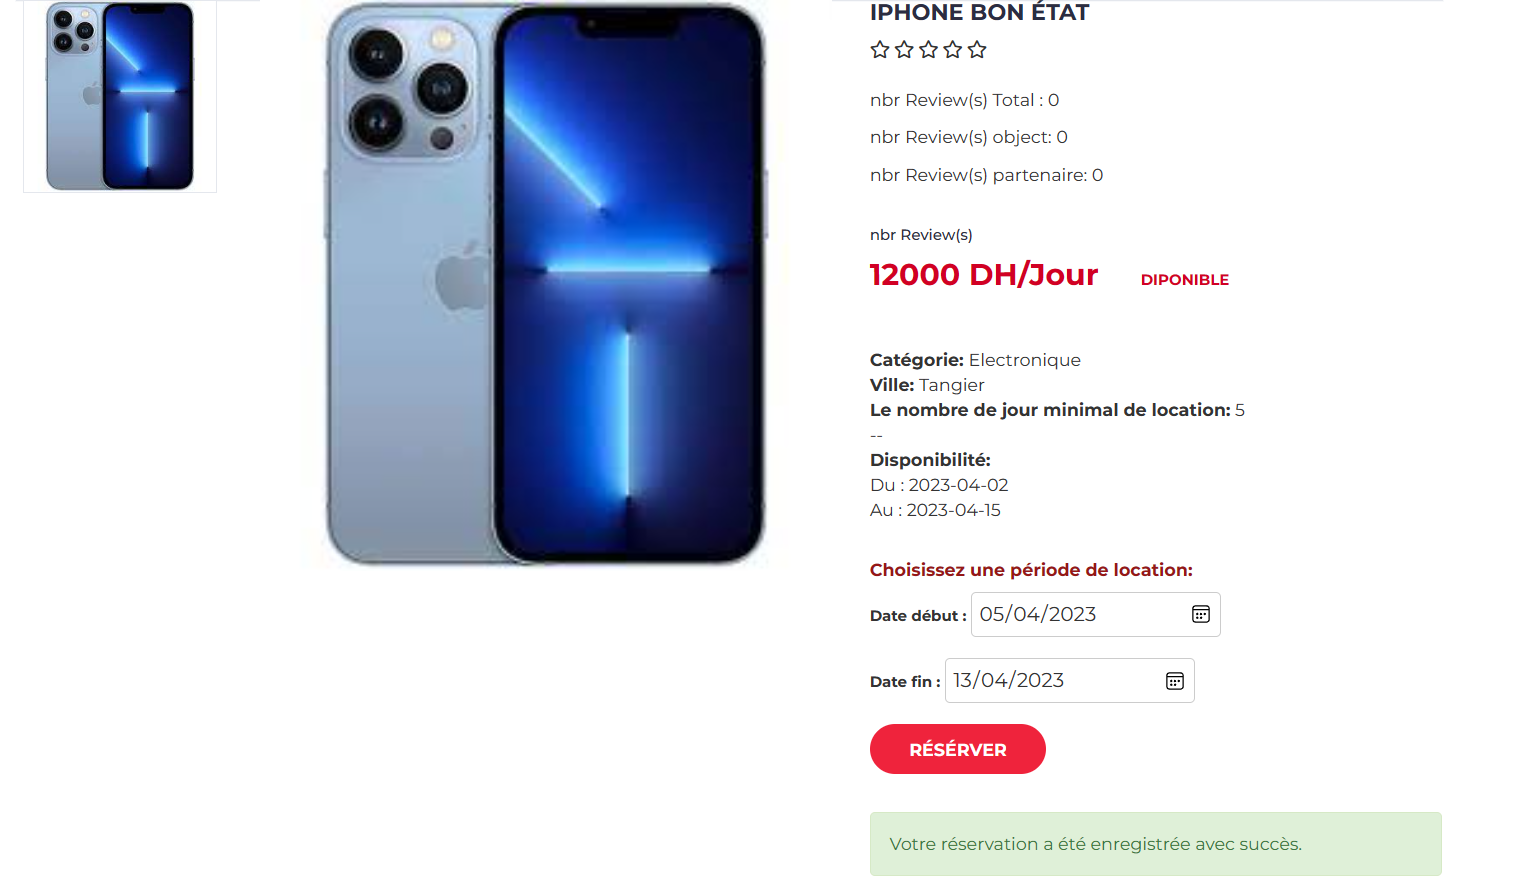 IPHONE BON ÉTAT
nbr Review(s) Total : 0
nbr Review(s) object: 0
nbr Review(s) partenaire: 0
nbr Review(s)
12000 DH/Jour DIPONIBLE
Catégorie: Electronique
Ville: Tangier
Le nombre de jour minimal de location: 5
--
Disponibilité:
Du : 2023-04-02
Au : 2023-04-15
Choisissez une période de location:
Date début : 05/04/2023
Date fin : 13/04/2023
RÉSÉRVER
Votre réservation a été enregistrée avec succès.